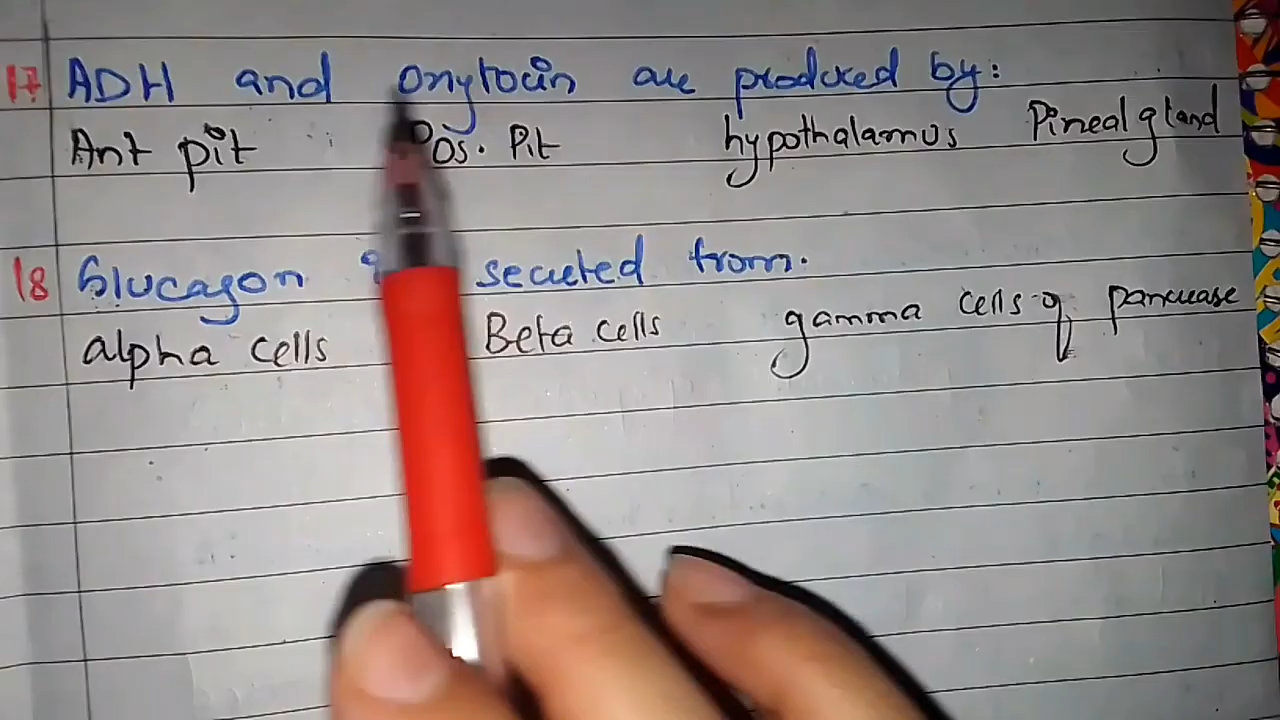 17 ADH and oxytocin are produced by:
Ant pit Pos. Pit hypothalamus Pineal gland
18 Glucagon secreted from.
alpha cells Beta cells gamma cells of pancrease